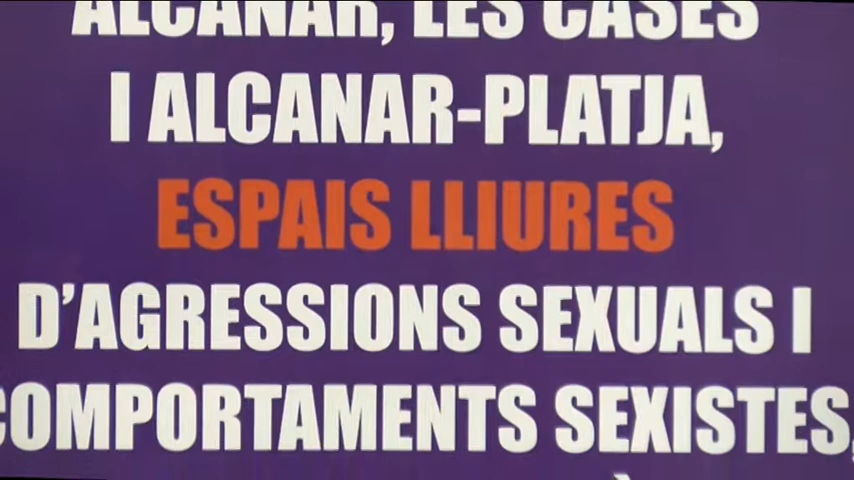 ALCANAR, LES CASES
I ALCANAR-PLATJA,
ESPAIS LLIURES
D'AGRESSIONS SEXUALS I
COMPORTAMENTS SEXISTES,